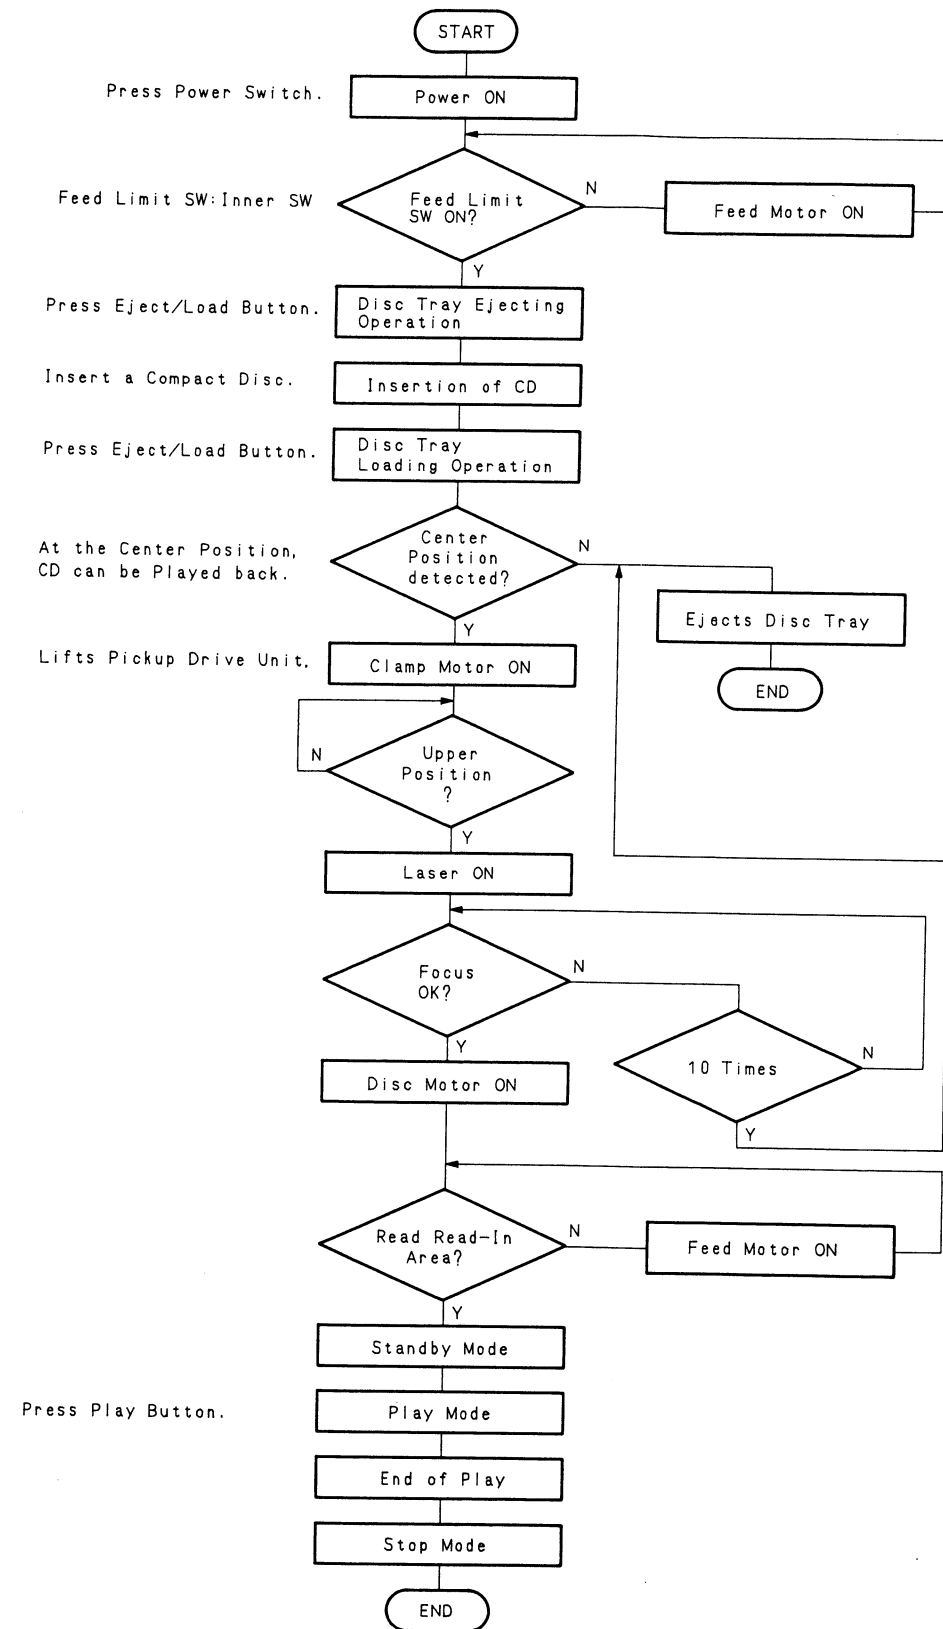 START
Press Power Switch.
Power ON
Feed Limit SW:Inner SW
Feed Limit
SW ON?
N
Feed Motor ON
Y
Press Eject/Load Button.
Disc Tray Ejecting
Operation
Insert a Compact Disc.
Insertion of CD
Press Eject/Load Button.
Disc Tray
Loading Operation
At the Center Position,
CD can be Played back.
Center
Position
detected?
N
Ejects Disc Tray
END
Y
Lifts Pickup Drive Unit.
Clamp Motor ON
N
Upper
Position
?
Y
Laser ON
Focus
OK?
N
10 Times
N
Y
Y
Disc Motor ON
Read Read-In
Area?
N
Feed Motor ON
Y
Standby Mode
Press Play Button.
Play Mode
End of Play
Stop Mode
END